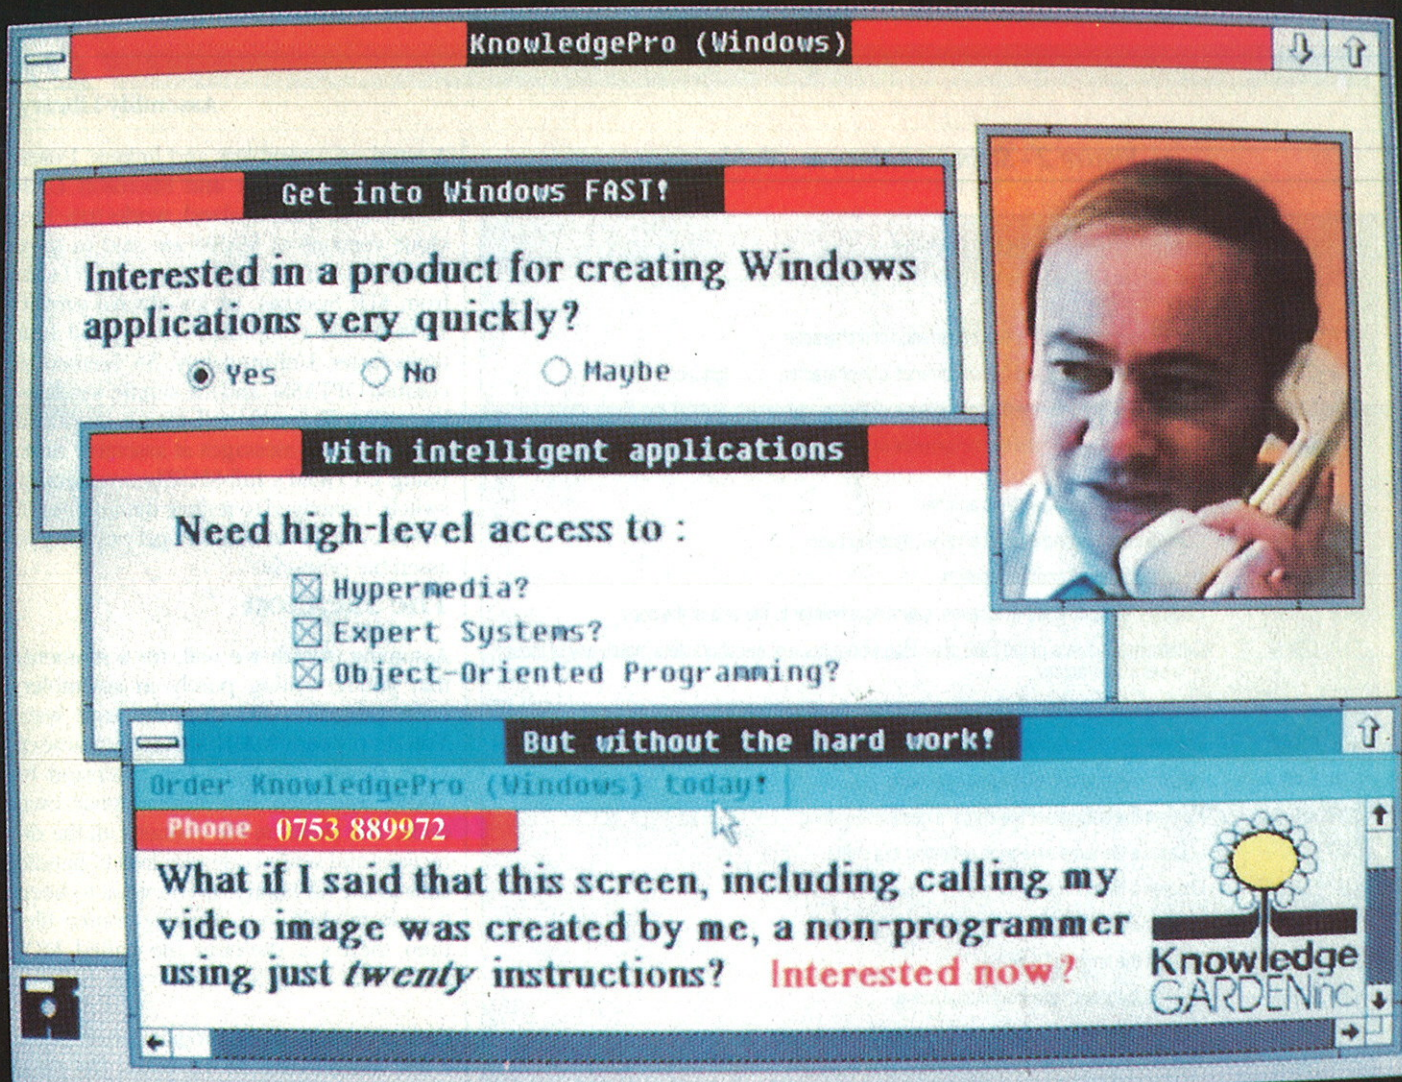 KnowledgePro (Windows)
Get into Windows FAST!
Interested in a product for creating Windows
applications very quickly?
Yes No Maybe
With intelligent applications
Need high-level access to :
Hypermedia?
Expert Systems?
Object-Oriented Programming?
But without the hard work!
Order KnowledgePro (Windows) today!
Phone 0753 889972
What if I said that this screen, including calling my
video image was created by me, a non-programmer
using just twenty instructions? Interested now?
Knowledge
GARDEN inc.